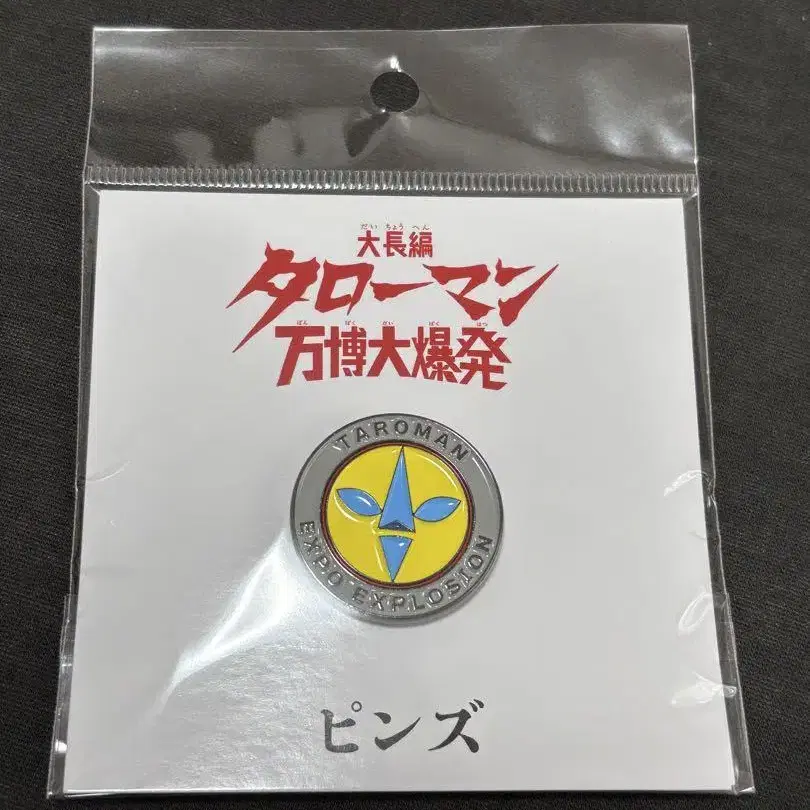 だいちょうへん
大長編
タローマン
ばんぱくだいばくはつ
万博大爆発
TAROMAN
EXPO EXPLOSION
ピンズ